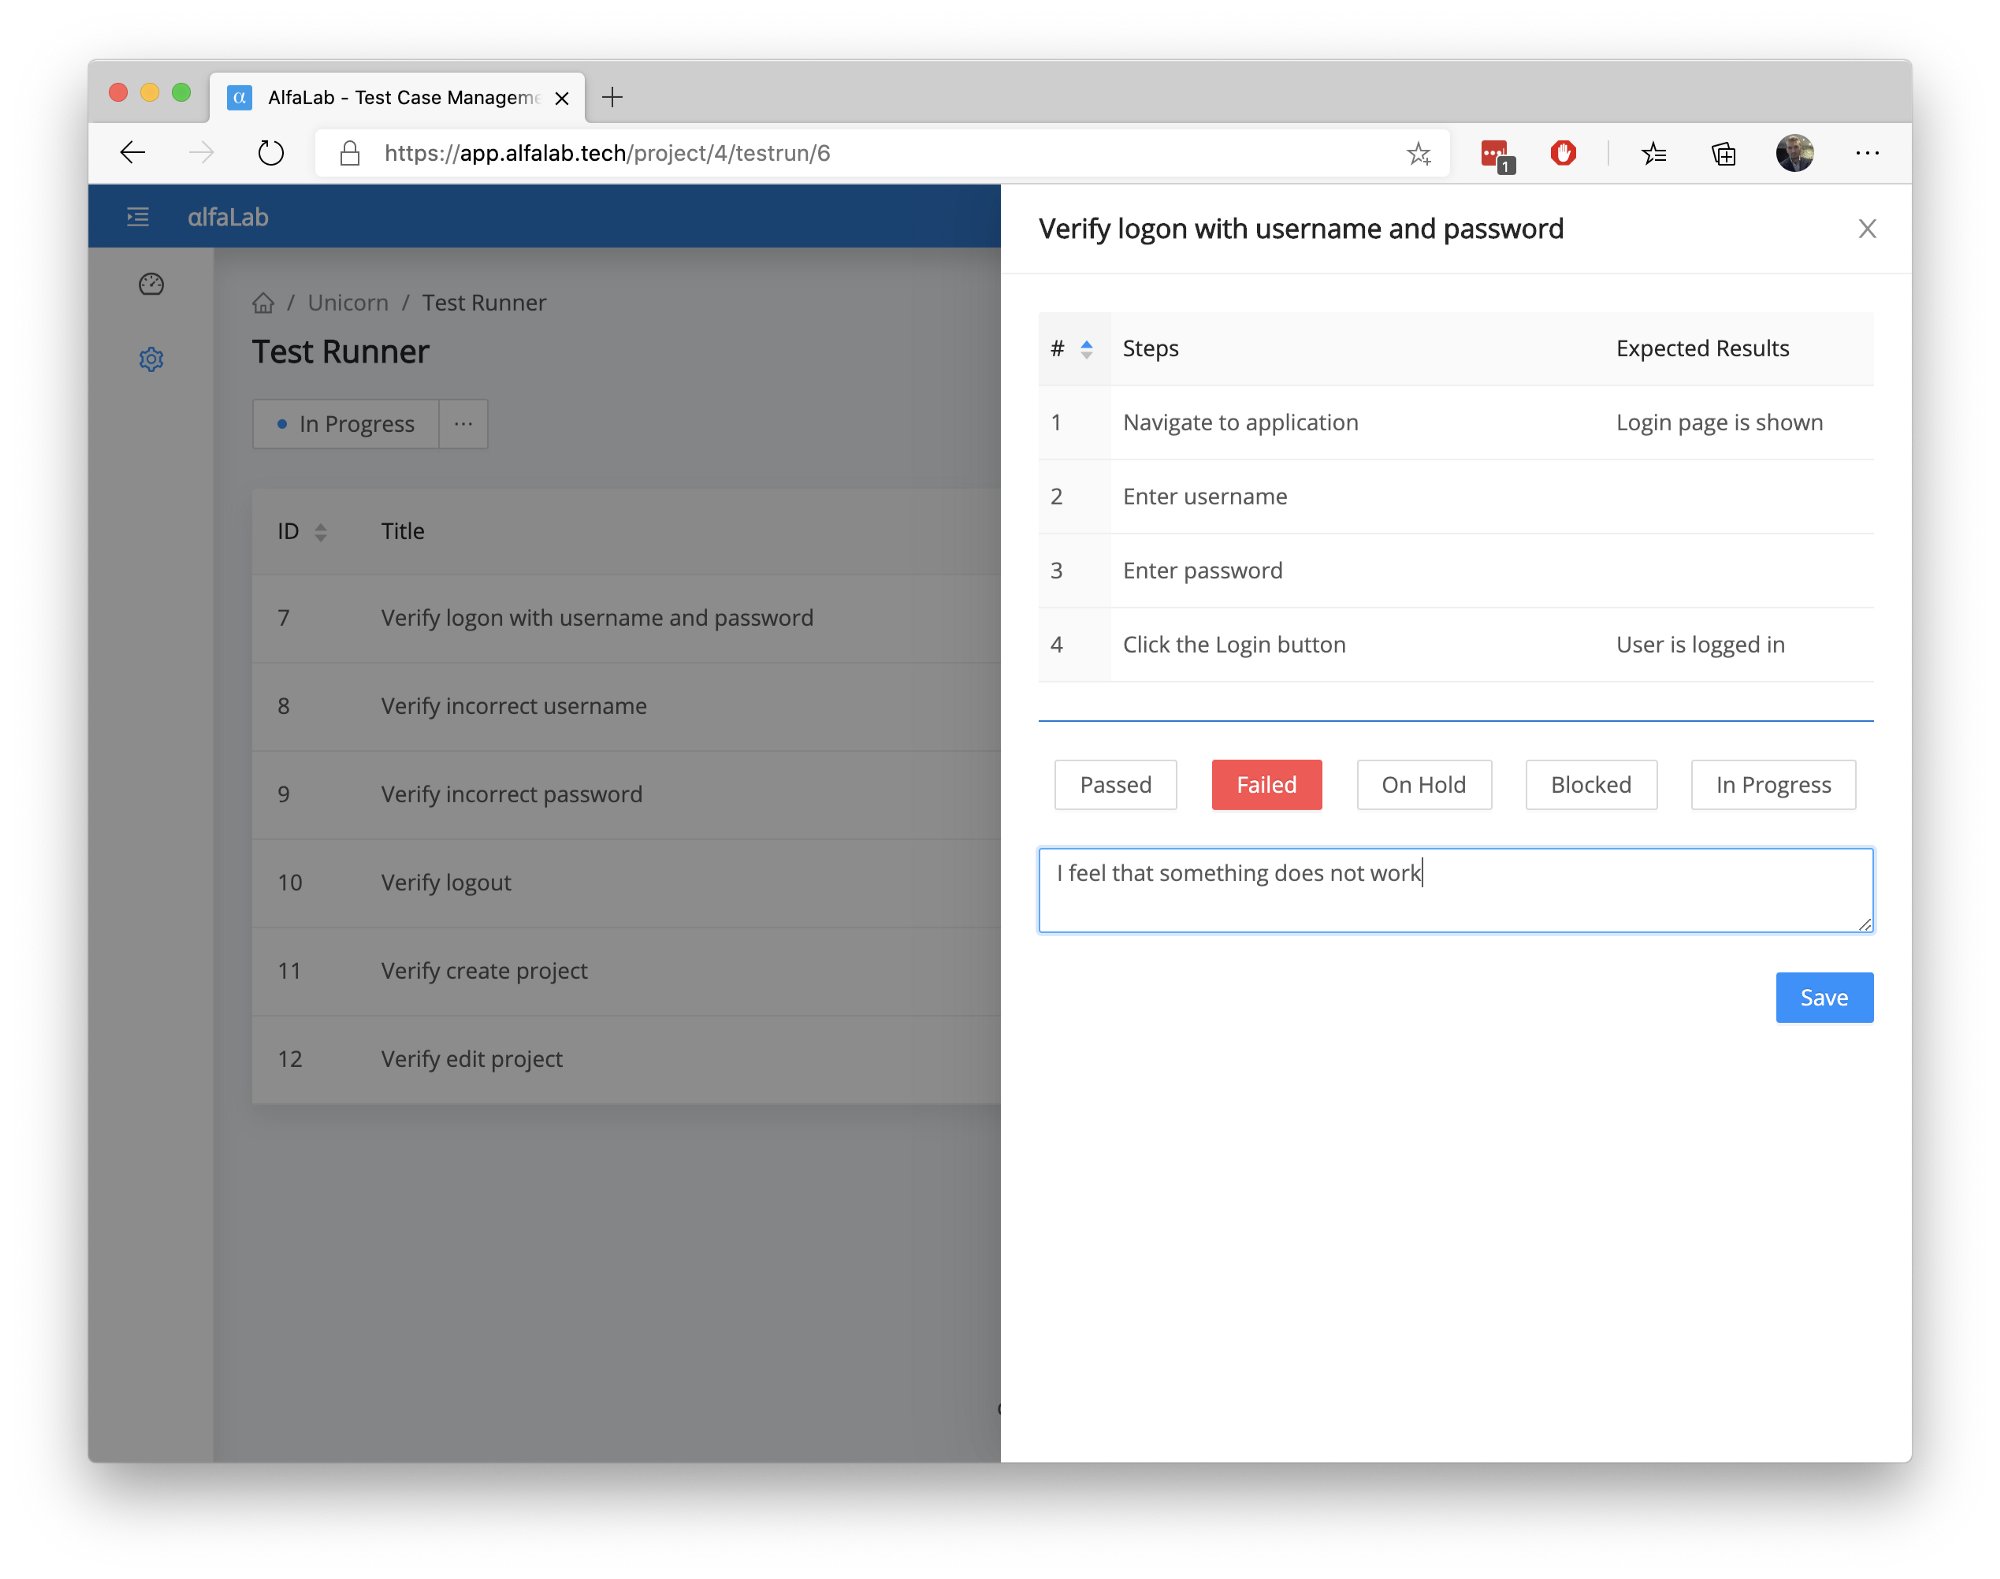 α AlfaLab - Test Case Manageme
https://app.alfalab.tech/project/4/testrun/6
1
αlfaLab
/ Unicorn / Test Runner
Test Runner
In Progress ...
ID Title
7 Verify logon with username and password
8 Verify incorrect username
9 Verify incorrect password
10 Verify logout
11 Verify create project
12 Verify edit project
Verify logon with username and password
# Steps Expected Results
1 Navigate to application Login page is shown
2 Enter username
3 Enter password
4 Click the Login button User is logged in
Passed Failed On Hold Blocked In Progress
I feel that something does not work
Save